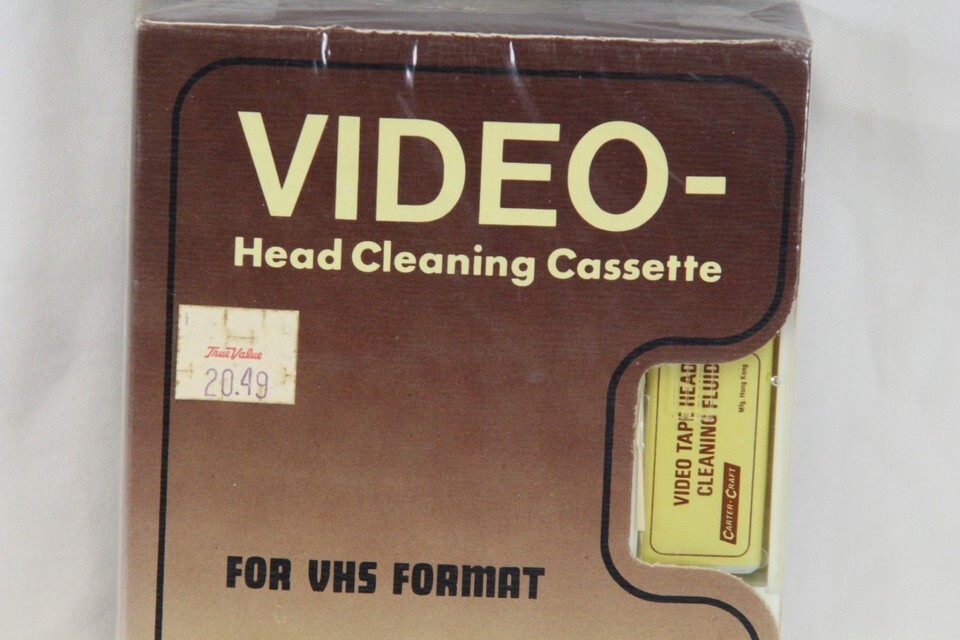 VIDEO-
Head Cleaning Cassette
True Value
20.49
FOR VHS FORMAT
VIDEO TAPE HEAD
CLEANING FLUID
Mfg. Hong Kong
CARTER-CRAFT